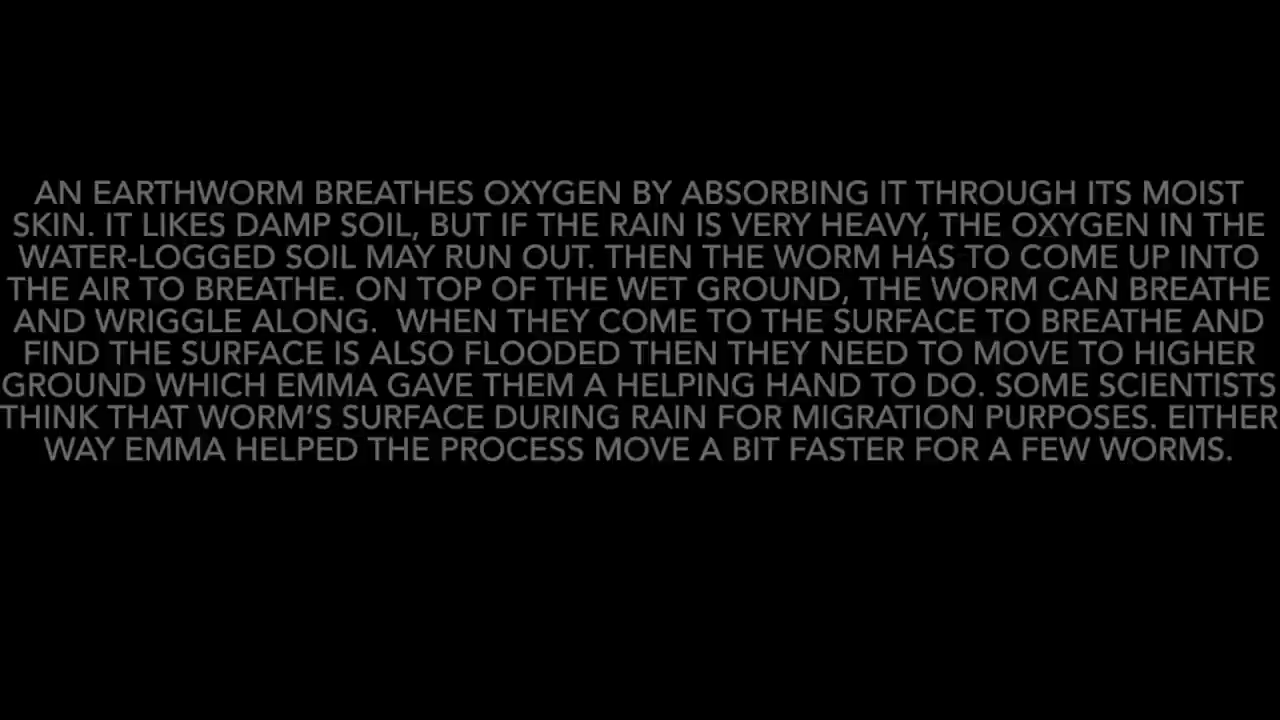 AN EARTHWORM BREATHES OXYGEN BY ABSORBING IT THROUGH ITS MOIST
SKIN. IT LIKES DAMP SOIL, BUT IF THE RAIN IS VERY HEAVY, THE OXYGEN IN THE
WATER-LOGGED SOIL MAY RUN OUT. THEN THE WORM HAS TO COME UP INTO
THE AIR TO BREATHE. ON TOP OF THE WET GROUND, THE WORM CAN BREATHE
AND WRIGGLE ALONG.  WHEN THEY COME TO THE SURFACE TO BREATHE AND
FIND THE SURFACE IS ALSO FLOODED THEN THEY NEED TO MOVE TO HIGHER
GROUND WHICH EMMA GAVE THEM A HELPING HAND TO DO. SOME SCIENTISTS
THINK THAT WORM'S SURFACE DURING RAIN FOR MIGRATION PURPOSES. EITHER
WAY EMMA HELPED THE PROCESS MOVE A BIT FASTER FOR A FEW WORMS.